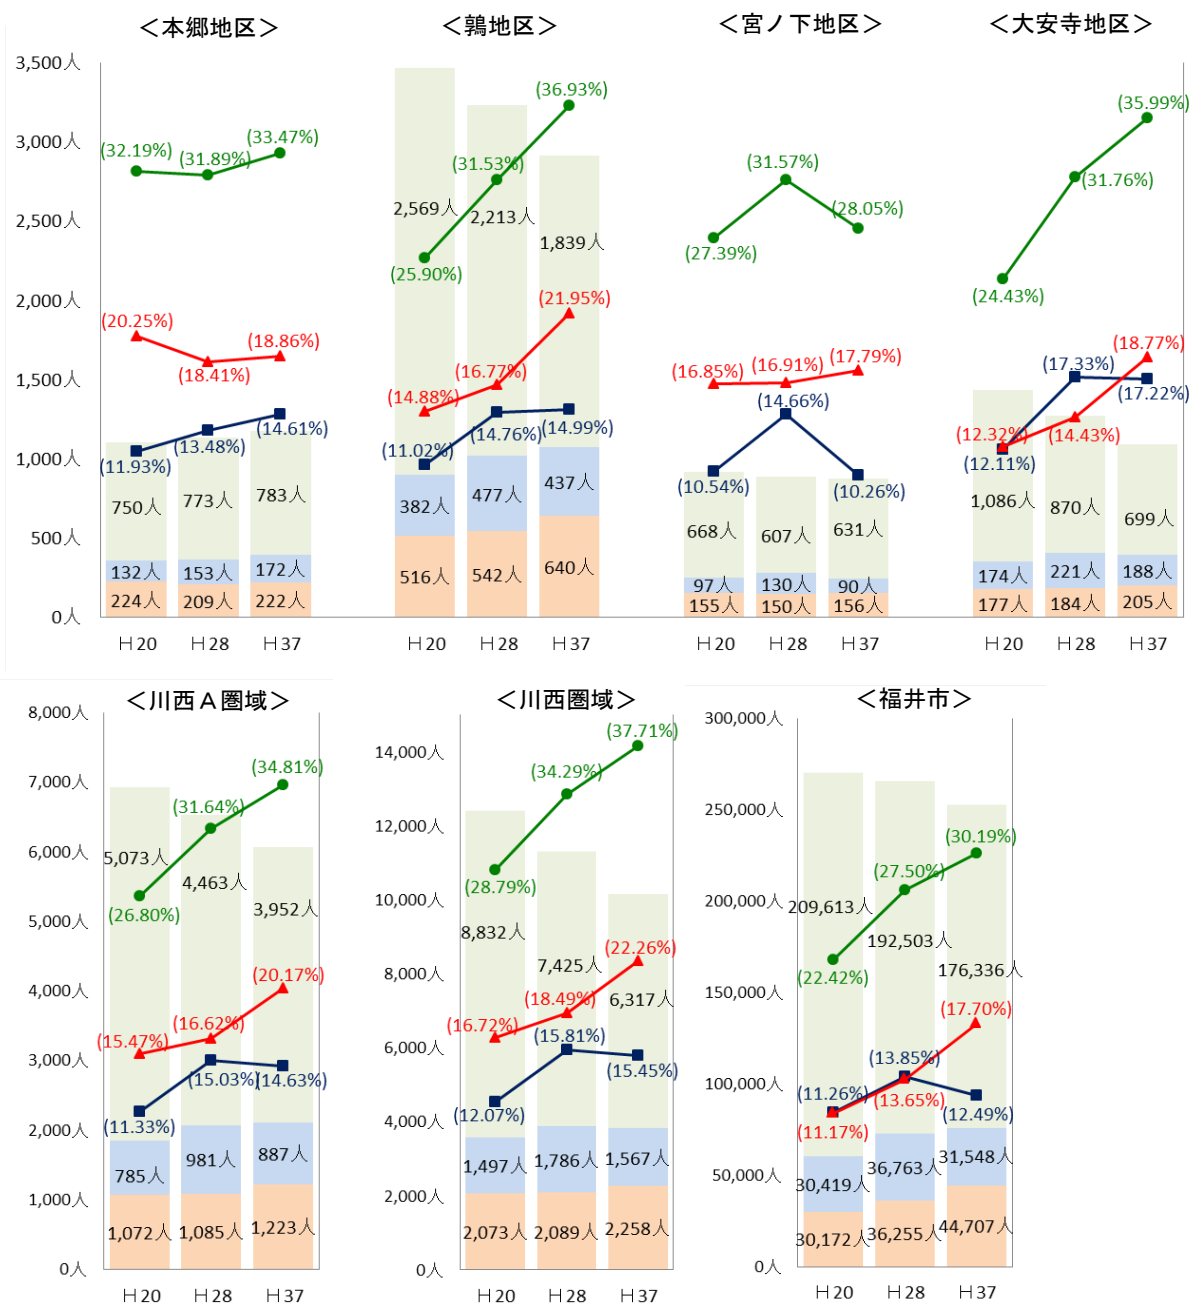 ＜本郷地区＞ ＜鶉地区＞ ＜宮ノ下地区＞ ＜大安寺地区＞
3,500人
3,000人
2,500人
2,000人
1,500人
1,000人
500人
0人
(32.19%) (31.89%) (33.47%)
(20.25%) (18.41%) (18.86%)
(11.93%) (13.48%) (14.61%)
750人 773人 783人
132人 153人 172人
224人 209人 222人
H20 H28 H37
(25.90%) (31.53%) (36.93%)
(14.88%) (16.77%) (21.95%)
(11.02%) (14.76%) (14.99%)
2,569人 2,213人 1,839人
382人 477人 437人
516人 542人 640人
H20 H28 H37
(27.39%) (31.57%) (28.05%)
(16.85%) (16.91%) (17.79%)
(10.54%) (14.66%) (10.26%)
668人 607人 631人
97人 130人 90人
155人 150人 156人
H20 H28 H37
(24.43%) (31.76%) (35.99%)
(12.32%) (14.43%) (18.77%)
(12.11%) (17.33%) (17.22%)
1,086人 870人 699人
174人 221人 188人
177人 184人 205人
H20 H28 H37
＜川西Ａ圏域＞
8,000人
7,000人
6,000人
5,000人
4,000人
3,000人
2,000人
1,000人
0人
(26.80%) (31.64%) (34.81%)
(15.47%) (16.62%) (20.17%)
(11.33%) (15.03%) (14.63%)
5,073人 4,463人 3,952人
785人 981人 887人
1,072人 1,085人 1,223人
H20 H28 H37
＜川西圏域＞
14,000人
12,000人
10,000人
8,000人
6,000人
4,000人
2,000人
0人
(28.79%) (34.29%) (37.71%)
(16.72%) (18.49%) (22.26%)
(12.07%) (15.81%) (15.45%)
8,832人 7,425人 6,317人
1,497人 1,786人 1,567人
2,073人 2,089人 2,258人
H20 H28 H37
＜福井市＞
300,000人
250,000人
200,000人
150,000人
100,000人
50,000人
0人
(22.42%) (27.50%) (30.19%)
(11.26%) (13.85%) (12.49%)
(11.17%) (13.65%) (17.70%)
209,613人 192,503人 176,336人
30,419人 36,763人 31,548人
30,172人 36,255人 44,707人
H20 H28 H37